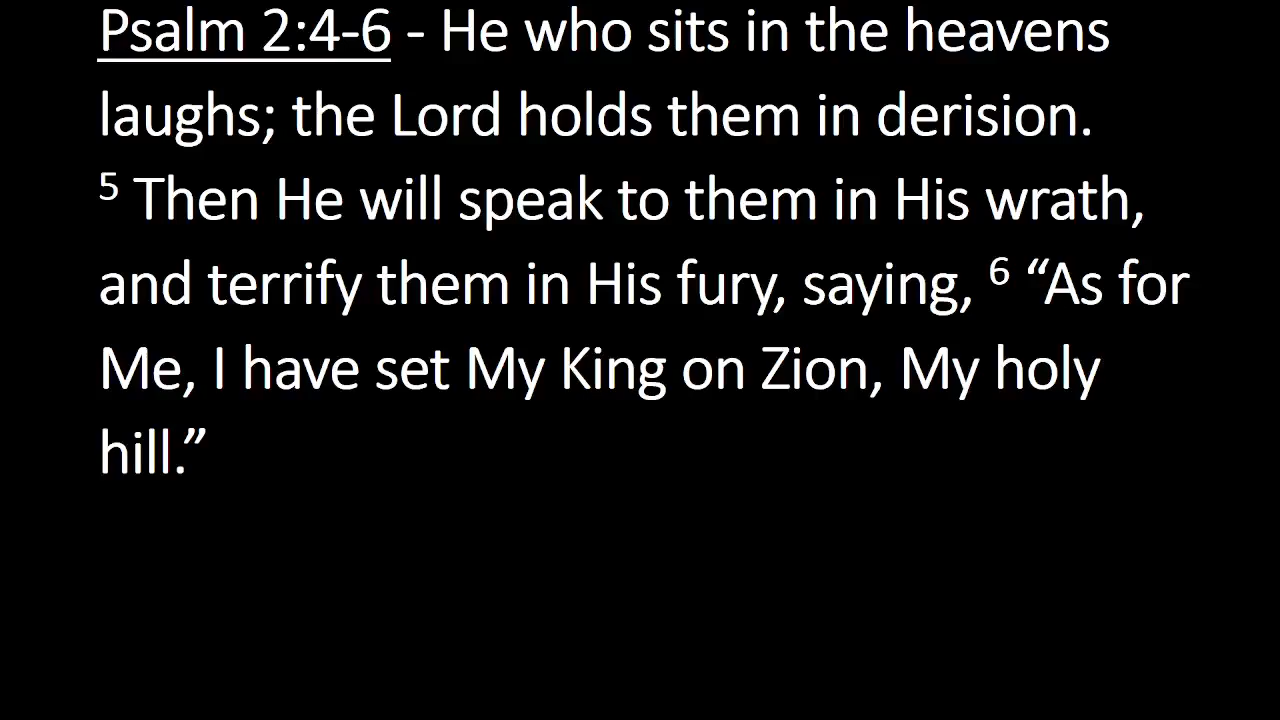 Psalm 2:4-6 - He who sits in the heavens
laughs; the Lord holds them in derision.
⁵ Then He will speak to them in His wrath,
and terrify them in His fury, saying, ⁶ “As for
Me, I have set My King on Zion, My holy
hill.”